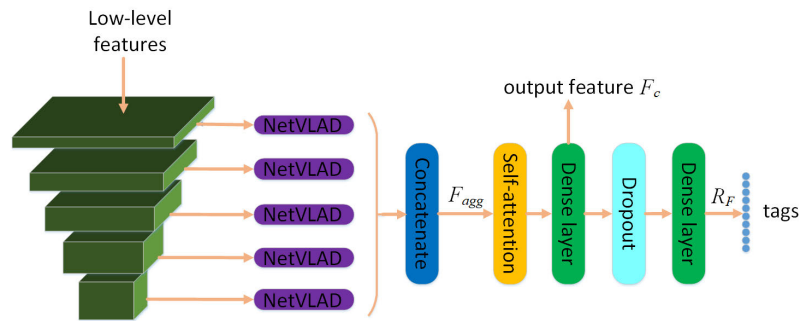 Low-level
features
NetVLAD
NetVLAD
NetVLAD
NetVLAD
NetVLAD
Concatenate
F_agg
Self-attention
output feature F_c
Dense layer
Dropout
Dense layer
R_F
tags